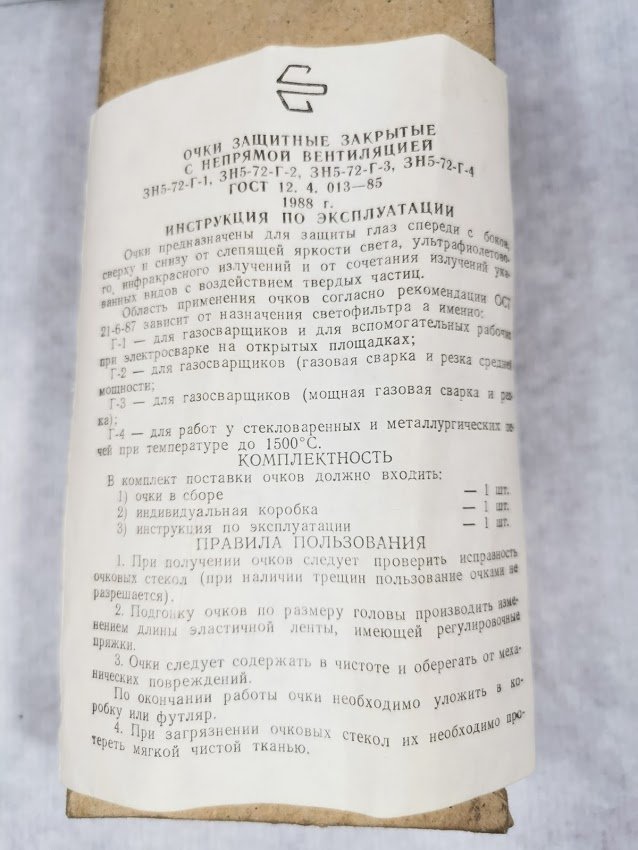 ОЧКИ ЗАЩИТНЫЕ ЗАКРЫТЫЕ
С НЕПРЯМОЙ ВЕНТИЛЯЦИЕЙ
ЗН5-72-Г-1, ЗН5-72-Г-2, ЗН5-72-Г-3, ЗН5-72-Г-4
ГОСТ 12. 4. 013—85
1988 г.
ИНСТРУКЦИЯ ПО ЭКСПЛУАТАЦИИ
Очки предназначены для защиты глаз спереди с боков,
сверху и снизу от слепящей яркости света, ультрафиолетово-
го, инфракрасного излучений и от сочетания излучений ука-
ванных видов с воздействием твердых частиц.
Область применения очков согласно рекомендации ОСТ
21-6-87 зависит от назначения светофильтра а именно:
Г-1 — для газосварщиков и для вспомогательных рабочих
при электросварке на открытых площадках;
Г-2 — для газосварщиков (газовая сварка и резка средней
мощности;
Г-3 — для газосварщиков (мощная газовая сварка и рез-
ка);
Г-4 — для работ у стекловаренных и металлургических пе-
чей при температуре до 1500°С.
КОМПЛЕКТНОСТЬ
В комплект поставки очков должно входить:
1) очки в сборе — 1 шт.
2) индивидуальная коробка — 1 шт.
3) инструкция по эксплуатации — 1 шт.
ПРАВИЛА ПОЛЬЗОВАНИЯ
1. При получении очков следует проверить исправность
очковых стекол (при наличии трещин пользование очками не
разрешается).
2. Подгонку очков по размеру головы производить изме-
нением длины эластичной ленты, имеющей регулировочные
пряжки.
3. Очки следует содержать в чистоте и оберегать от меха-
нических повреждений.
По окончании работы очки необходимо уложить в ко-
робку или футляр.
4. При загрязнении очковых стекол их необходимо про-
тереть мягкой чистой тканью.